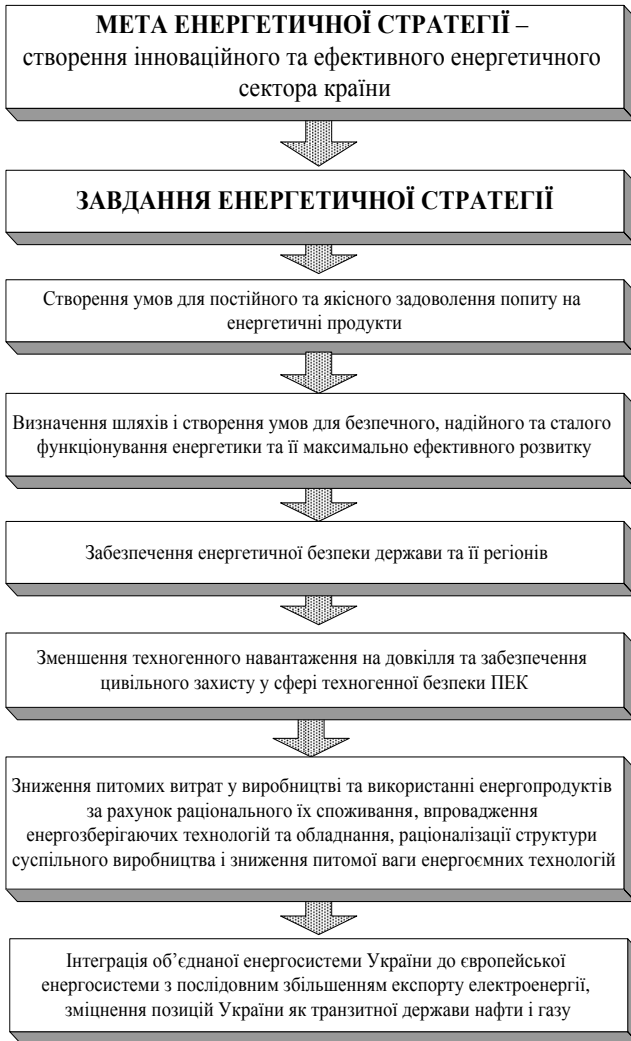 МЕТА ЕНЕРГЕТИЧНОЇ СТРАТЕГІЇ –
створення інноваційного та ефективного енергетичного
сектора країни
ЗАВДАННЯ ЕНЕРГЕТИЧНОЇ СТРАТЕГІЇ
Створення умов для постійного та якісного задоволення попиту на
енергетичні продукти
Визначення шляхів і створення умов для безпечного, надійного та сталого
функціонування енергетики та її максимально ефективного розвитку
Забезпечення енергетичної безпеки держави та її регіонів
Зменшення техногенного навантаження на довкілля та забезпечення
цивільного захисту у сфері техногенної безпеки ПЕК
Зниження питомих витрат у виробництві та використанні енергопродуктів
за рахунок раціонального їх споживання, впровадження
енергозберігаючих технологій та обладнання, раціоналізації структури
суспільного виробництва і зниження питомої ваги енергоємних технологій
Інтеграція об’єднаної енергосистеми України до європейської
енергосистеми з послідовним збільшенням експорту електроенергії,
зміцнення позицій України як транзитної держави нафти і газу